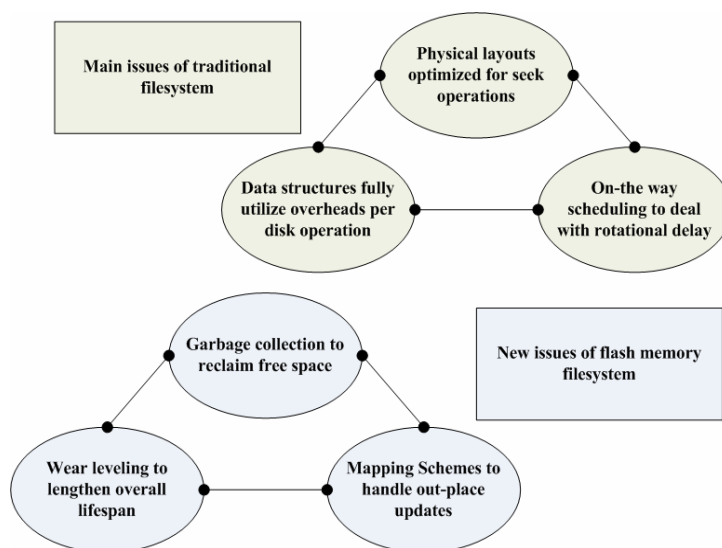 Main issues of traditional
filesystem
Physical layouts
optimized for seek
operations
Data structures fully
utilize overheads per
disk operation
On-the way
scheduling to deal
with rotational delay
Garbage collection to
reclaim free space
New issues of flash memory
filesystem
Wear leveling to
lengthen overall
lifespan
Mapping Schemes to
handle out-place
updates